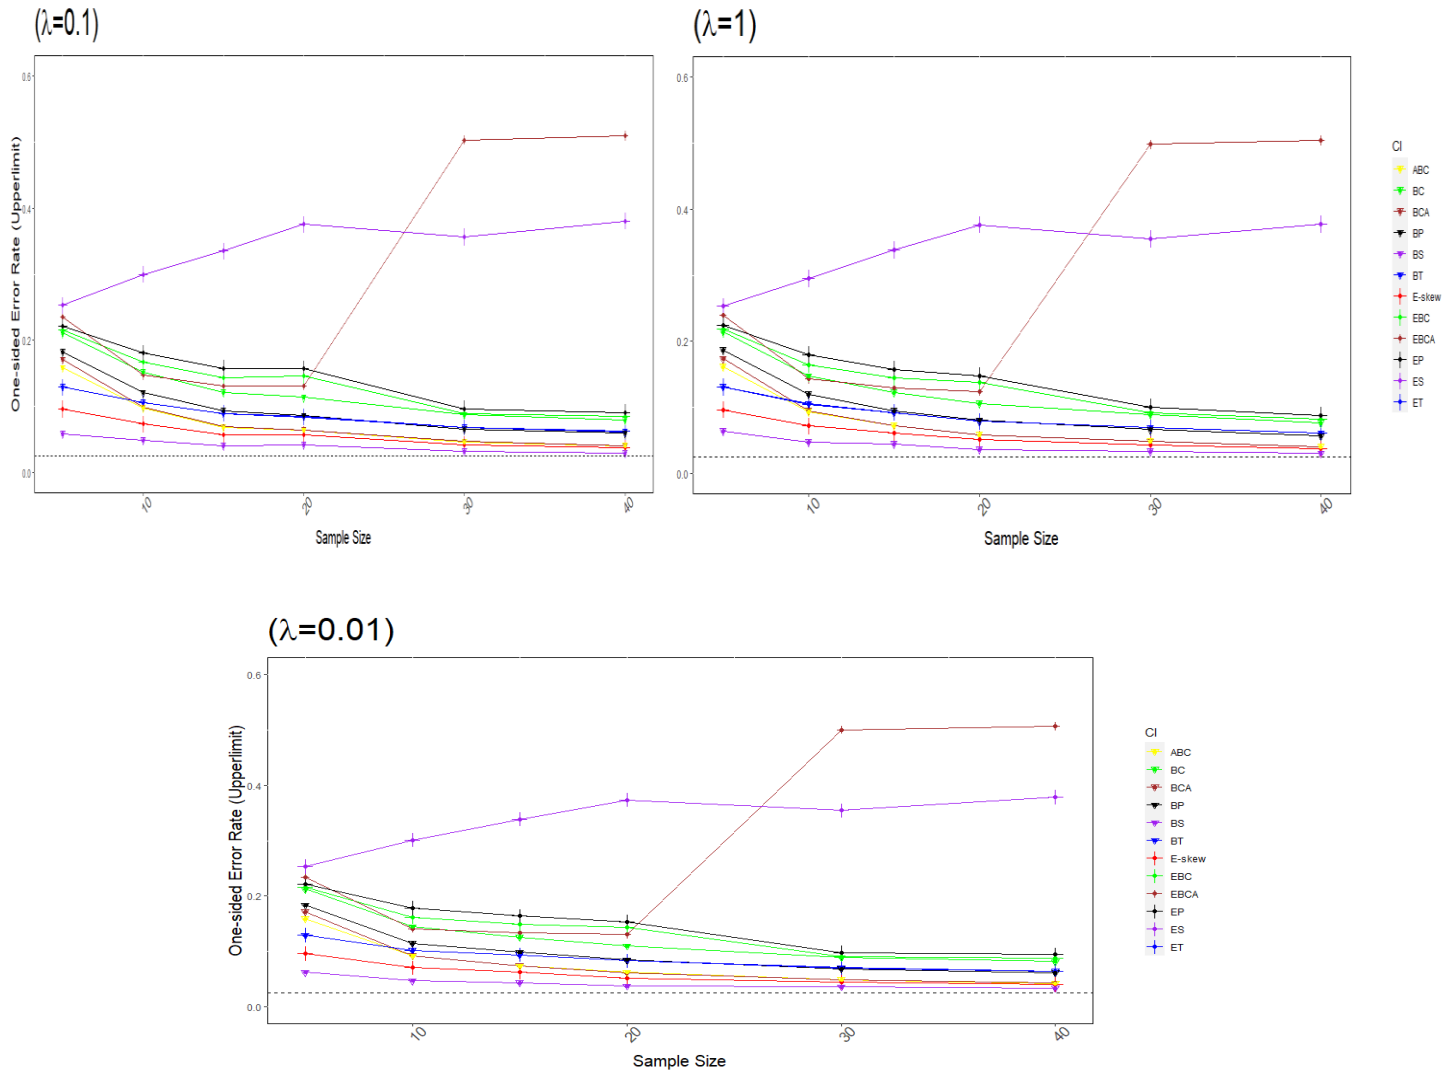 (λ=0.1)
One-sided Error Rate (Upperlimit)
0.6
0.4
0.2
0.0
10
20
30
40
Sample Size
(λ=1)
0.6
0.4
0.2
0.0
10
20
30
40
Sample Size
CI
ABC
BC
BCA
BP
BS
BT
E-skew
EBC
EBCA
EP
ES
ET
(λ=0.01)
One-sided Error Rate (Upperlimit)
0.6
0.4
0.2
0.0
10
20
30
40
Sample Size
CI
ABC
BC
BCA
BP
BS
BT
E-skew
EBC
EBCA
EP
ES
ET